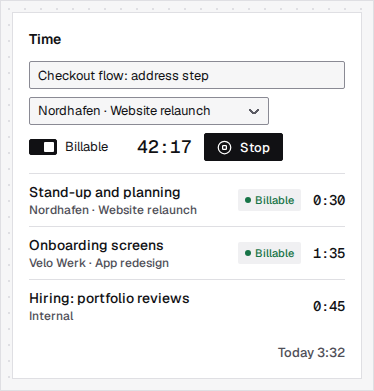 Time
Checkout flow: address step
Nordhafen · Website relaunch
Billable 42:17 Stop
Stand-up and planning Billable 0:30
Nordhafen · Website relaunch
Onboarding screens Billable 1:35
Velo Werk · App redesign
Hiring: portfolio reviews 0:45
Internal
Today 3:32